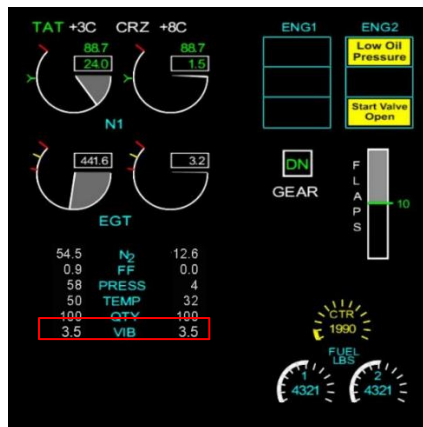 TAT +3C CRZ +8C
88.7 88.7
24.0 1.5
N1
441.6 3.2
EGT
54.5 N2 12.6
0.9 FF 0.0
58 PRESS 4
50 TEMP 32
100 QTY 100
3.5 VIB 3.5
ENG1 ENG2
Low Oil
Pressure
Start Valve
Open
DN
GEAR
FLAPS
10
CTR
1990
FUEL
LBS
1 2
4321 4321